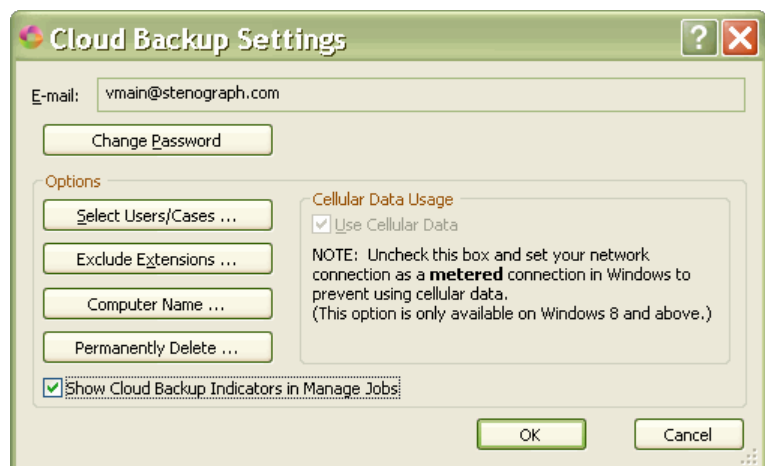 Cloud Backup Settings
E-mail: vmain@stenograph.com
Change Password
Options
Select Users/Cases ...
Exclude Extensions ...
Computer Name ...
Permanently Delete ...
Cellular Data Usage
Use Cellular Data
NOTE: Uncheck this box and set your network
connection as a metered connection in Windows to
prevent using cellular data.
(This option is only available on Windows 8 and above.)
Show Cloud Backup Indicators in Manage Jobs
OK
Cancel